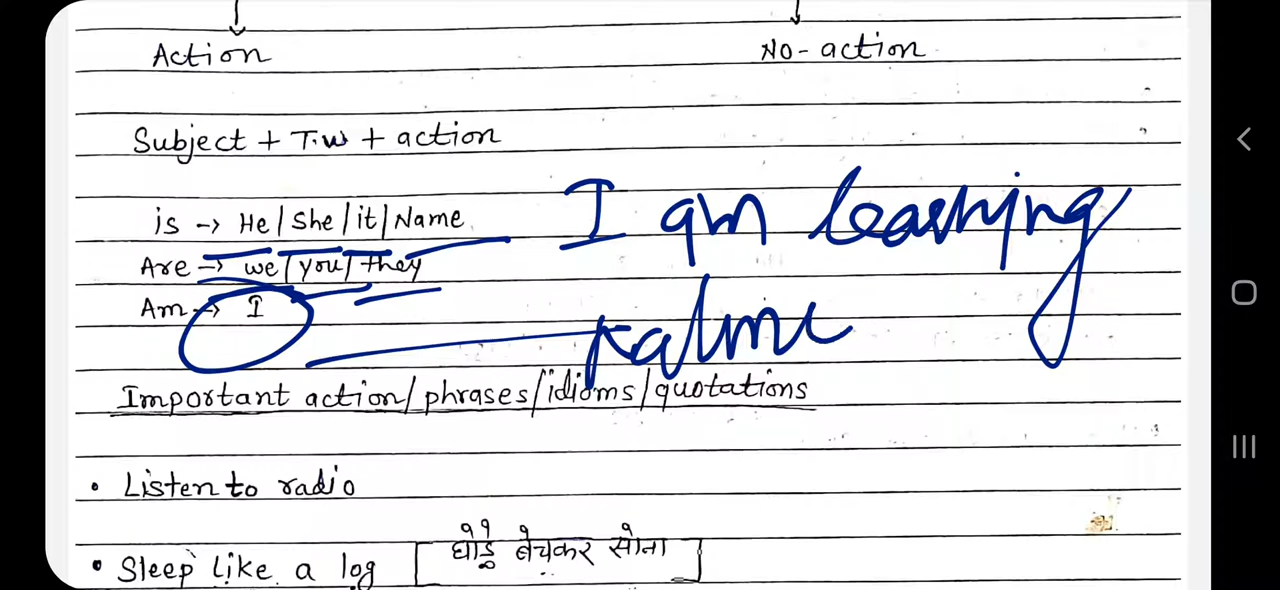 Action No-action
Subject + T.W + action
is → He/She/it/Name
Are → we/you/they
Am → I
I am learning
Important action/phrases/idioms/quotations
• Listen to radio
• Sleep like a log [घोड़े बेचकर सोना]